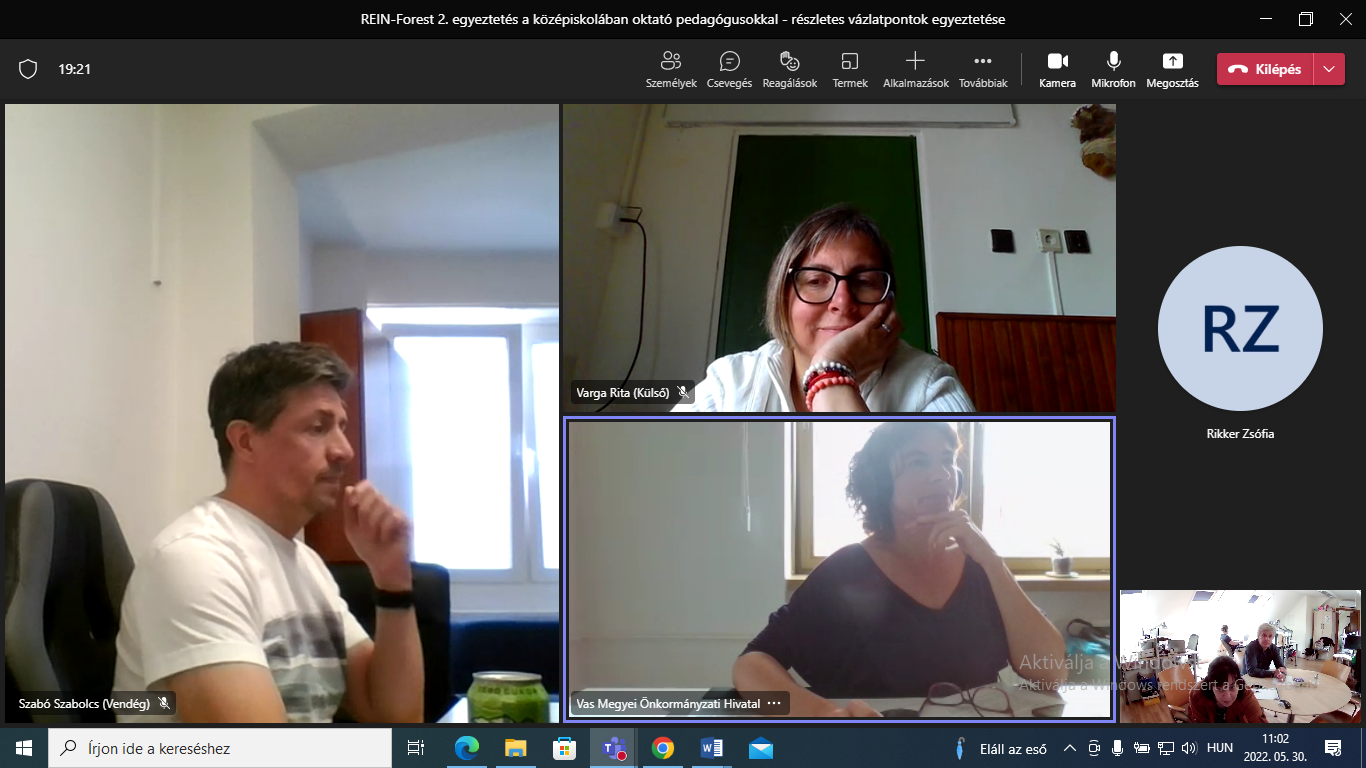 REIN-Forest 2. egyeztetés a középiskolában oktató pedagógusokkal - részletes vázlatpontok egyeztetése
19:21
Személyek
Csevegés
Reagálások
Termek
Alkalmazások
Továbbiak
Kamera
Mikrofon
Megosztás
Kilépés
Varga Rita (Külső)
RZ
Rikker Zsófia
Szabó Szabolcs (Vendég)
Vas Megyei Önkormányzati Hivatal
Aktiválja a Windows
Aktiválja a Windows rendszert a
Írjon ide a kereséshez
Eláll az eső
HUN
11:02
2022. 05. 30.